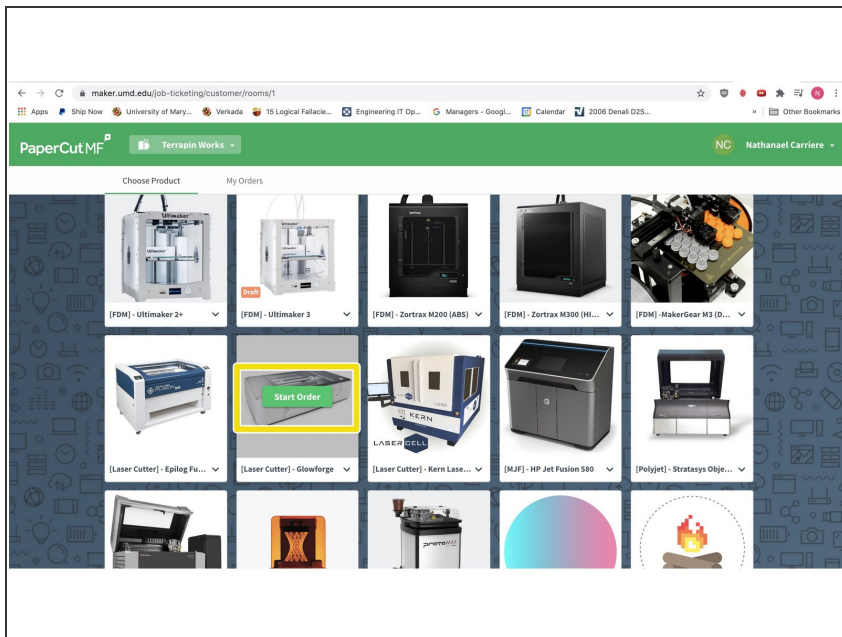 maker.umd.edu/job-ticketing/customer/rooms/1
N
Apps Ship Now University of Mary... Verkada 15 Logical Fallacie... Engineering IT Op... G Managers - Googl... Calendar 2006 Denali D2S... » Other Bookmarks
PaperCut MF P Terrapin Works NC Nathanael Carriere
Choose Product My Orders
Ultimaker
Ultimaker
Draft
[FDM] - Ultimaker 2+ [FDM] - Ultimaker 3 [FDM] - Zortrax M200 (ABS) [FDM] - Zortrax M300 (HI... [FDM] -MakerGear M3 (D...
Start Order
KERN
LASER CELL
hp
[Laser Cutter] - Epilog Fu... [Laser Cutter] - Glowforge [Laser Cutter] - Kern Lase... [MJF] - HP Jet Fusion 580 [Polyjet] - Stratasys Obje...
PROTOMAX